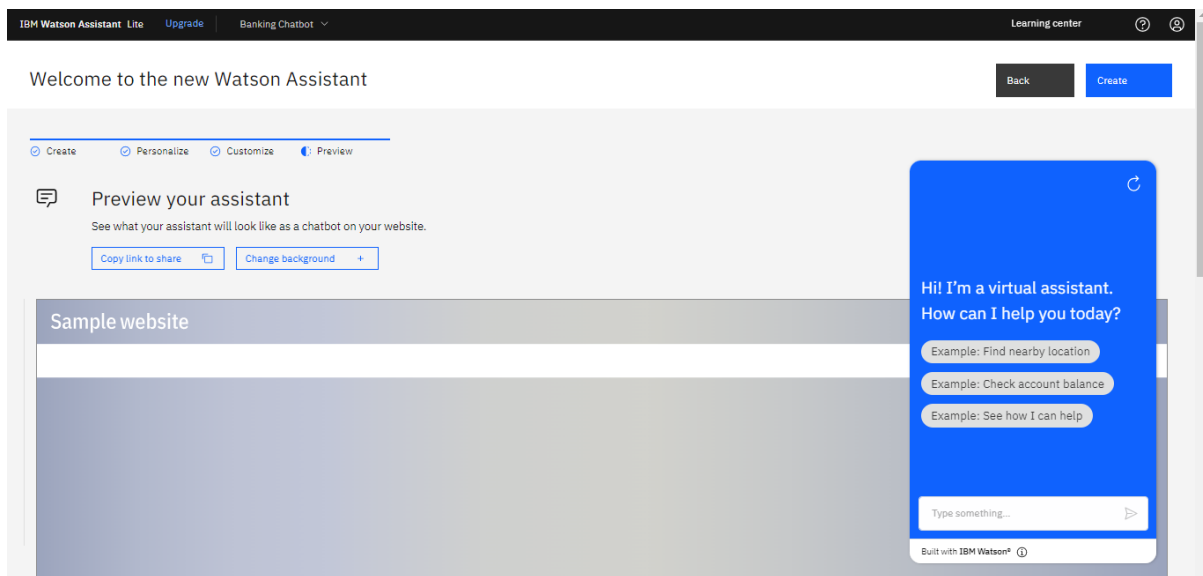 IBM Watson Assistant Lite Upgrade Banking Chatbot Learning center
Welcome to the new Watson Assistant
Back Create
Create Personalize Customize Preview
Preview your assistant
See what your assistant will look like as a chatbot on your website.
Copy link to share Change background +
Sample website
Hi! I'm a virtual assistant.
How can I help you today?
Example: Find nearby location
Example: Check account balance
Example: See how I can help
Type something...
Built with IBM Watson®